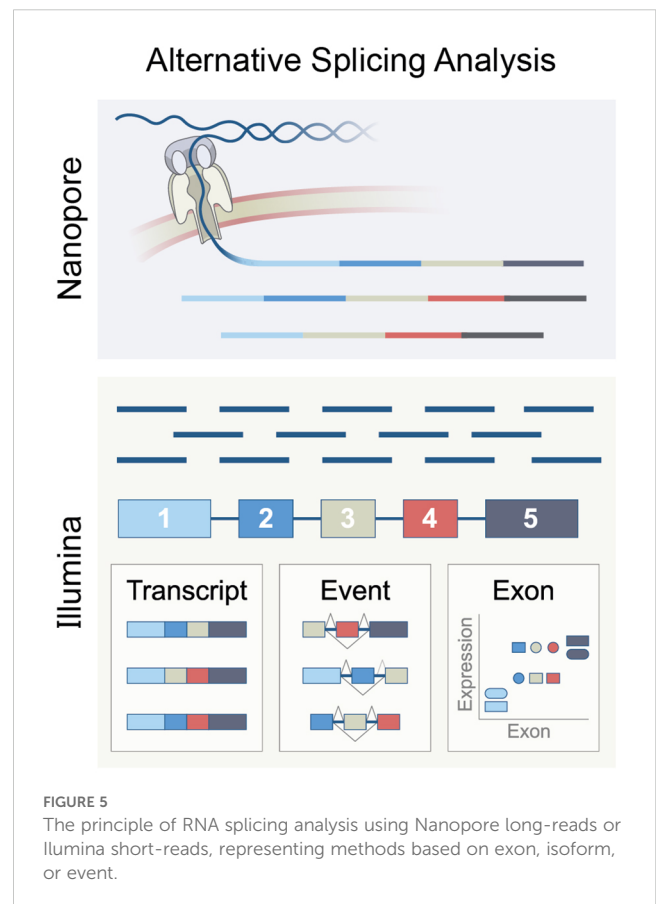 Alternative Splicing Analysis
Nanopore
Illumina
1 2 3 4 5
Transcript
Event
Exon
Expression
Exon
FIGURE 5
The principle of RNA splicing analysis using Nanopore long-reads or
Ilumina short-reads, representing methods based on exon, isoform,
or event.